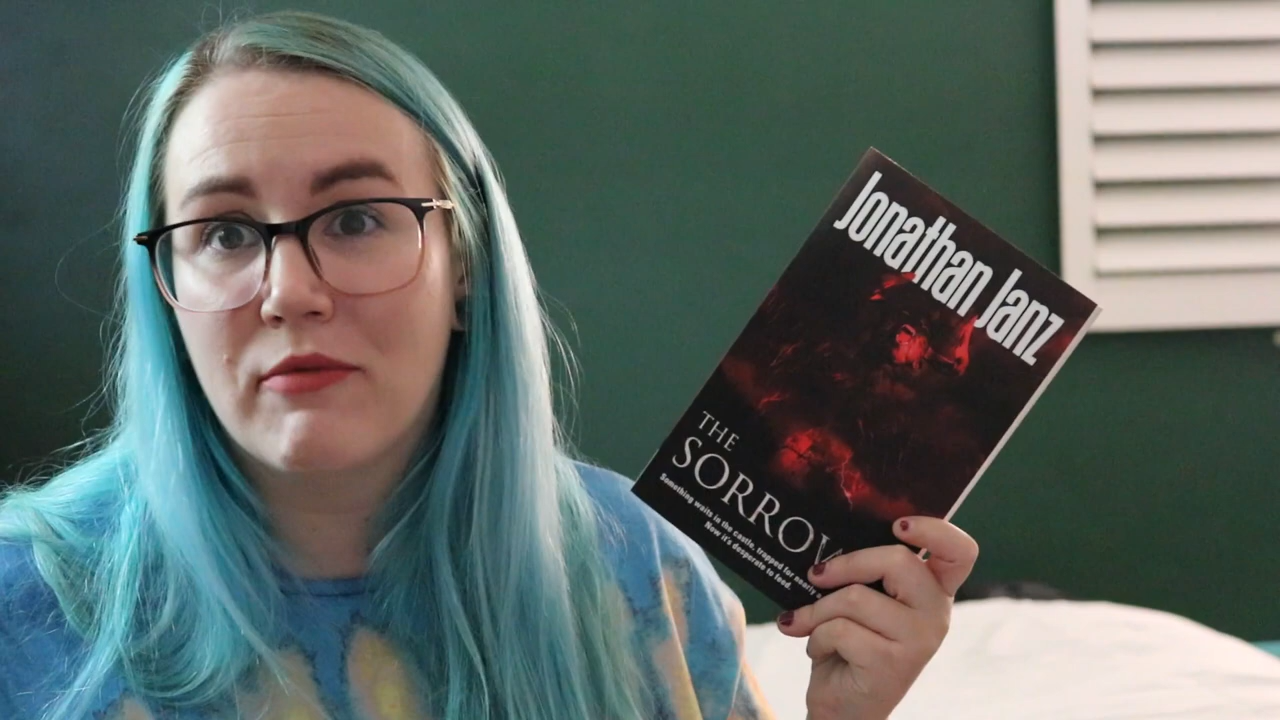 Jonathan Janz
THE
SORROW
Something waits in the castle, trapped for nearly
Now it's desperate to feed.